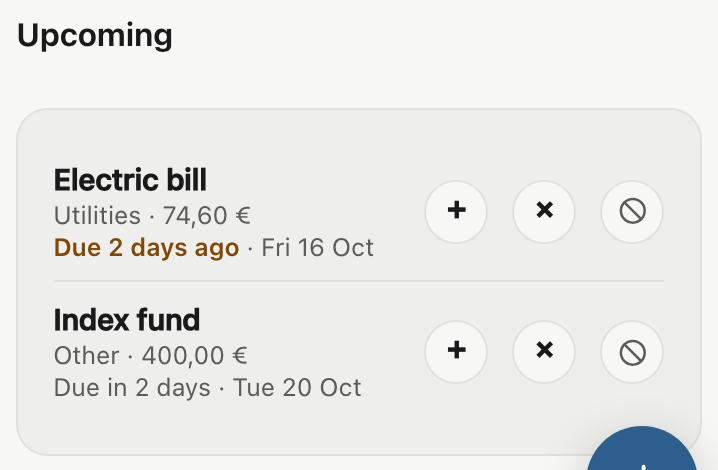 Upcoming
Electric bill
Utilities · 74,60 €
Due 2 days ago · Fri 16 Oct
Index fund
Other · 400,00 €
Due in 2 days · Tue 20 Oct